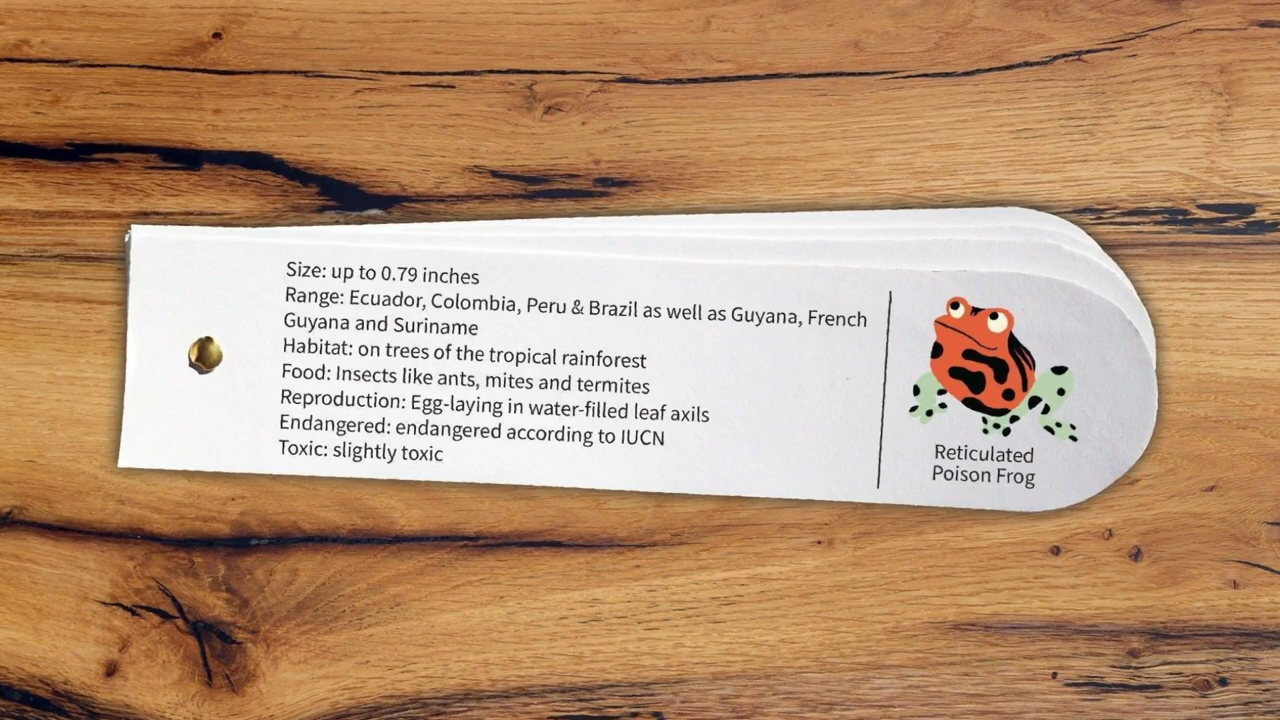 Size: up to 0.79 inches
Range: Ecuador, Colombia, Peru & Brazil as well as Guyana, French
Guyana and Suriname
Habitat: on trees of the tropical rainforest
Food: Insects like ants, mites and termites
Reproduction: Egg-laying in water-filled leaf axils
Endangered: endangered according to IUCN
Toxic: slightly toxic
Reticulated
Poison Frog